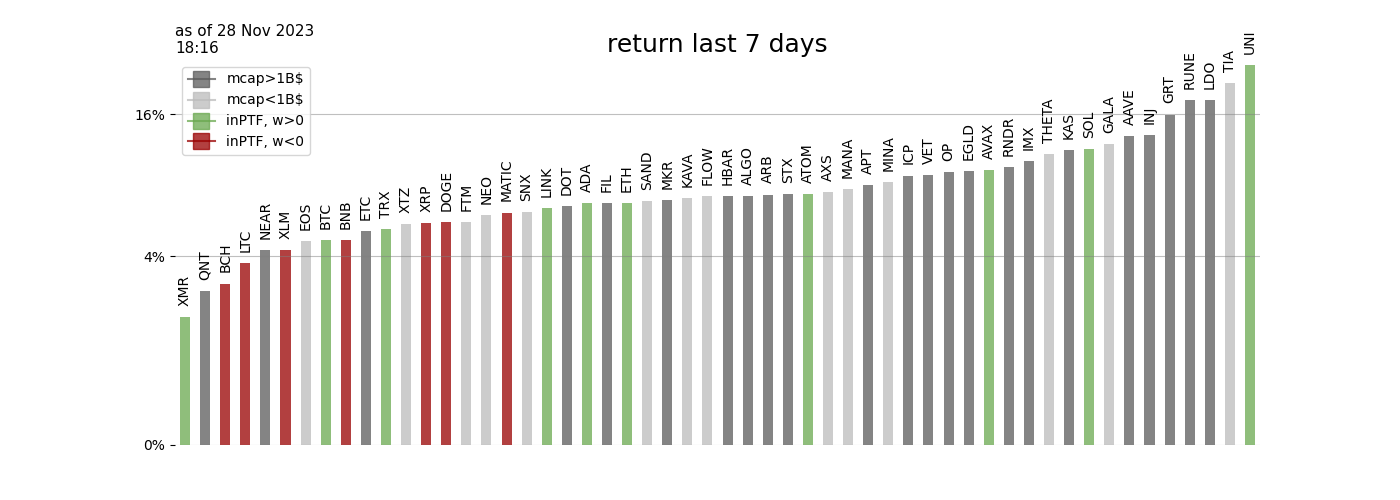 as of 28 Nov 2023
18:16
return last 7 days
mcap>1B$
mcap<1B$
inPTF, w>0
inPTF, w<0
16%
4%
0%
XMR
QNT
BCH
LTC
NEAR
XLM
EOS
BTC
BNB
ETC
TRX
XTZ
XRP
DOGE
FTM
NEO
MATIC
SNX
LINK
DOT
ADA
FIL
ETH
SAND
MKR
KAVA
FLOW
HBAR
ALGO
ARB
STX
ATOM
AXS
MANA
APT
MINA
ICP
VET
OP
EGLD
AVAX
RNDR
IMX
THETA
KAS
SOL
GALA
AAVE
INJ
GRT
RUNE
LDO
TIA
UNI